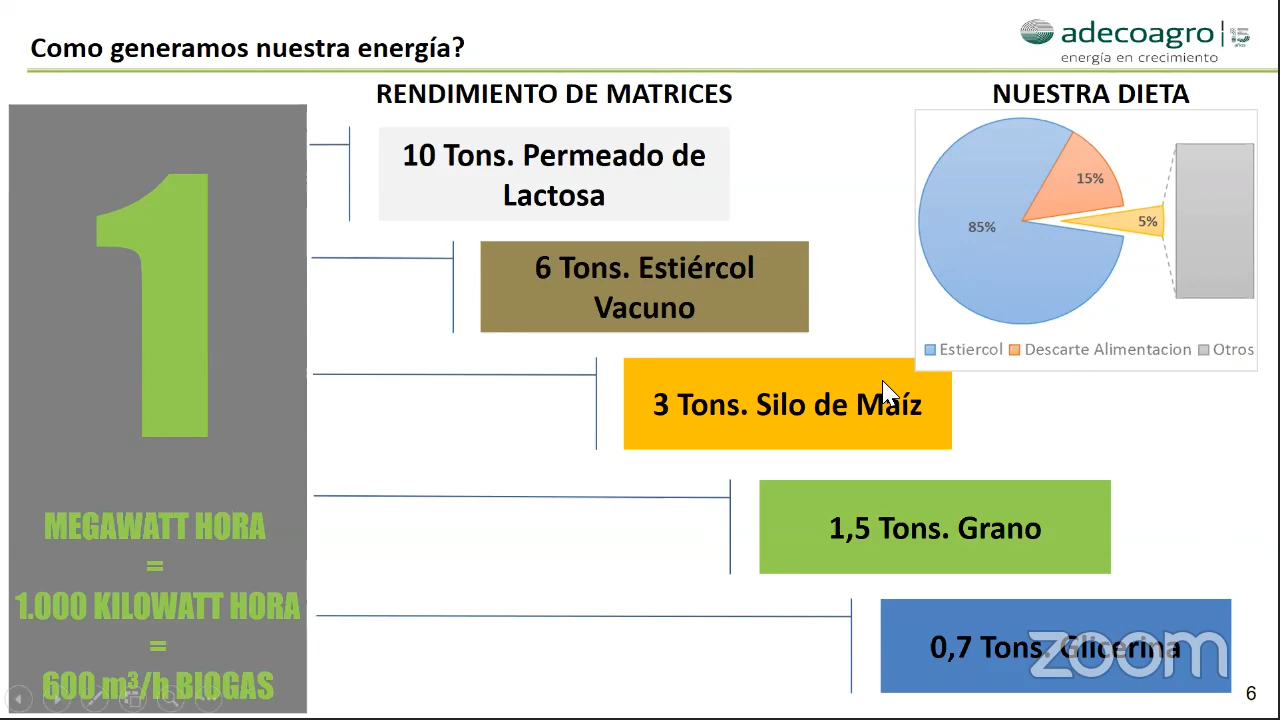 Como generamos nuestra energía?
adecoagro
15
años
energía en crecimiento
RENDIMIENTO DE MATRICES
NUESTRA DIETA
1
MEGAWATT HORA
=
1.000 KILOWATT HORA
=
600 m³/h BIOGAS
10 Tons. Permeado de
Lactosa
6 Tons. Estiércol
Vacuno
3 Tons. Silo de Maíz
1,5 Tons. Grano
0,7 Tons. Glicerina
15%
85%
5%
Estiercol Descarte Alimentacion Otros
zoom
6